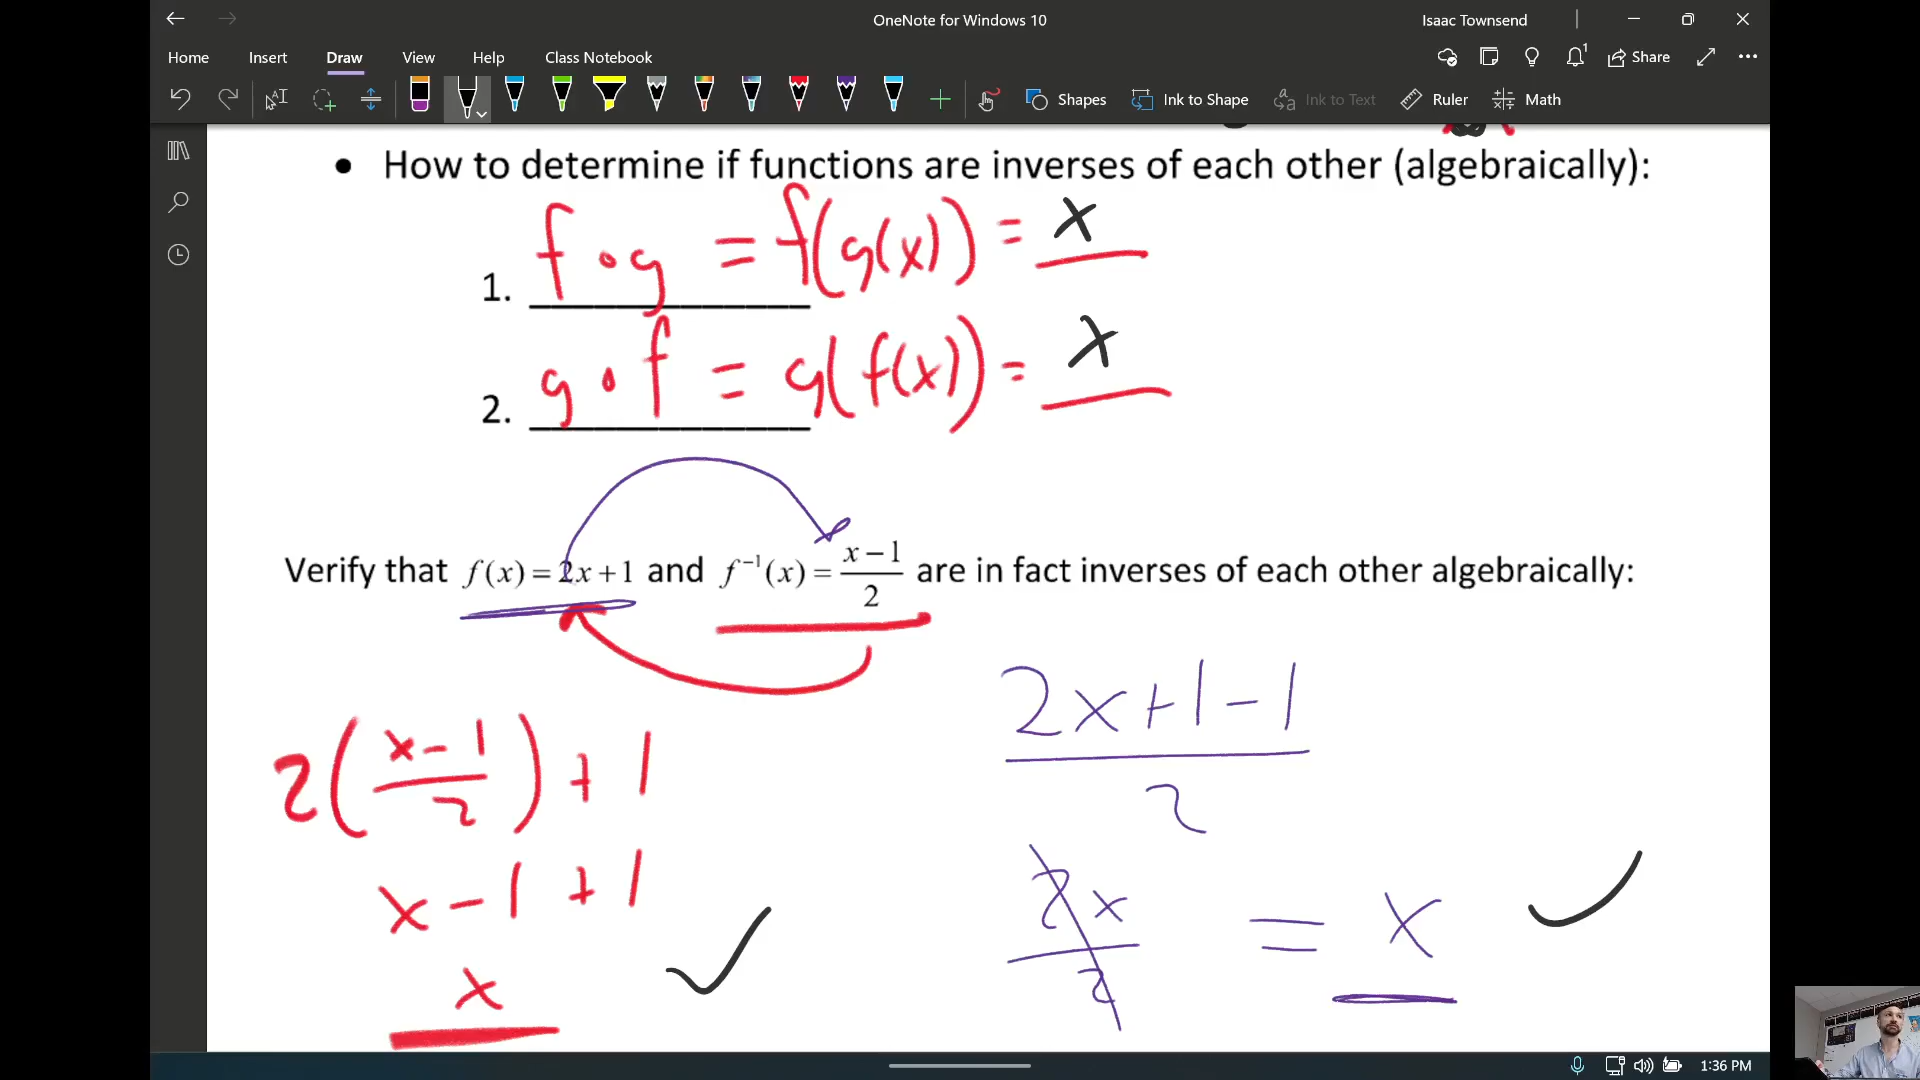 OneNote for Windows 10
Isaac Townsend
Home Insert Draw View Help Class Notebook
1 Share
Shapes Ink to Shape Ink to Text Ruler Math
• How to determine if functions are inverses of each other (algebraically):
1. f ∘ g = f(g(x)) = x
2. g ∘ f = g(f(x)) = x
Verify that f(x) = 2x + 1 and f⁻¹(x) = (x − 1)/2 are in fact inverses of each other algebraically:
2((x − 1)/2) + 1
x − 1 + 1
x
(2x + 1 − 1)/2
2x/2 = x
1:36 PM